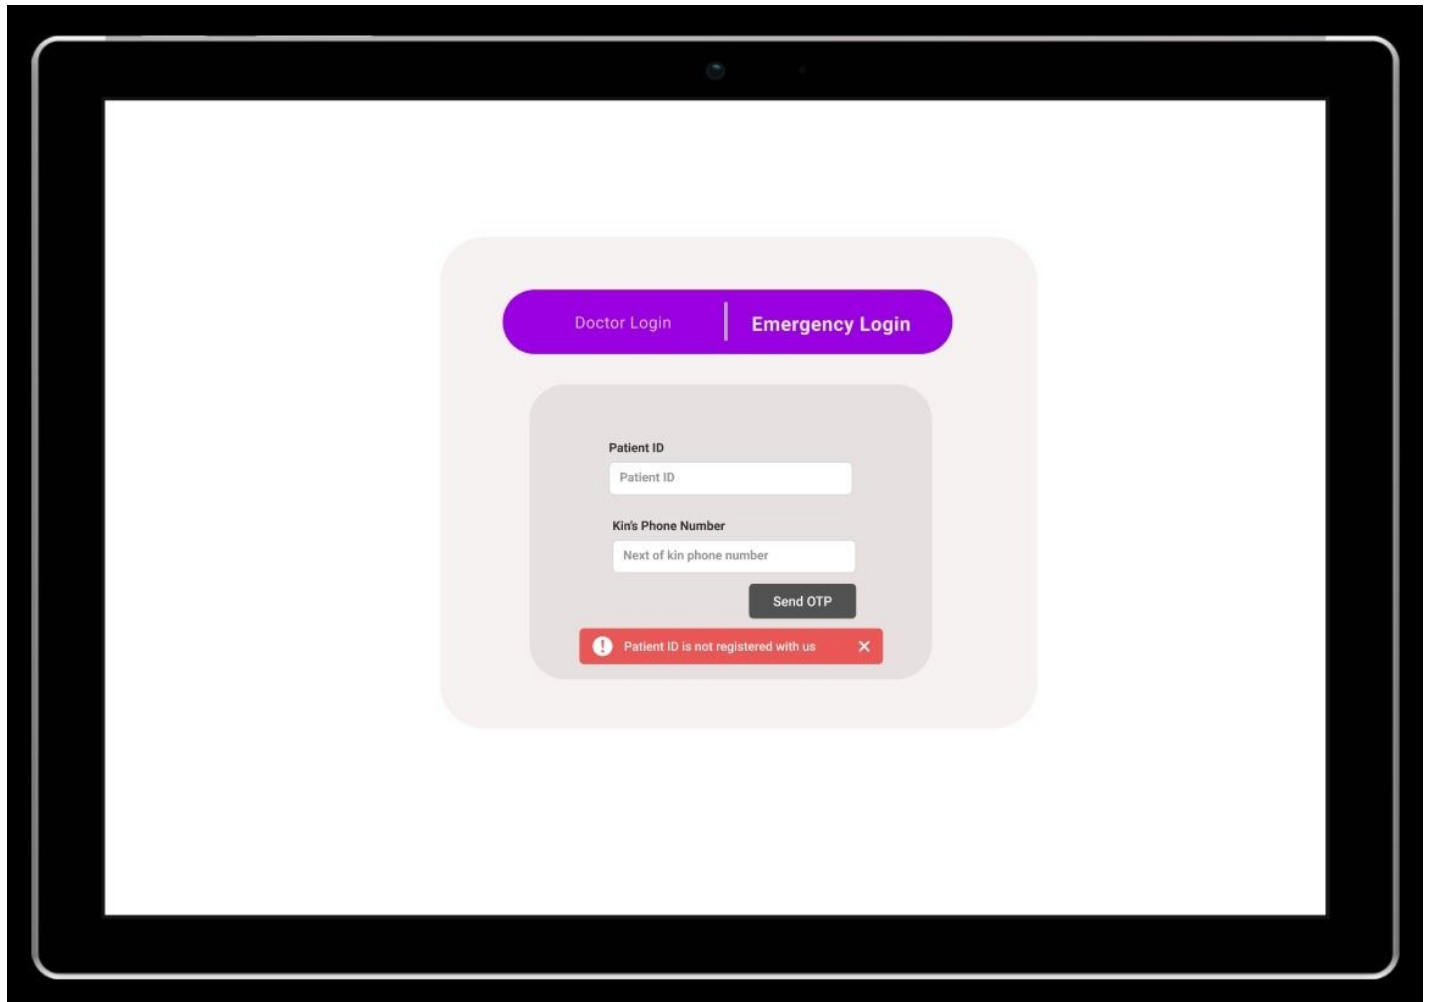 Doctor Login
Emergency Login
Patient ID
Patient ID
Kin's Phone Number
Next of kin phone number
Send OTP
Patient ID is not registered with us